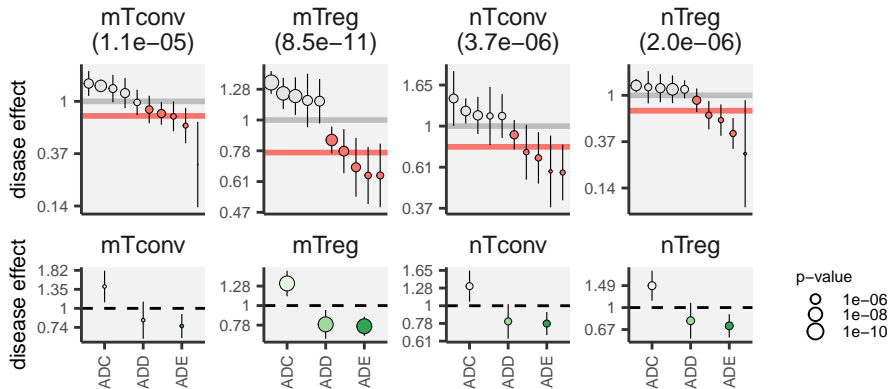 mTconv
(1.1e−05)
mTreg
(8.5e−11)
nTconv
(3.7e−06)
nTreg
(2.0e−06)
disase effect
1
0.37
0.14
1.28
1
0.78
0.61
0.47
1.65
1
0.61
0.37
1
0.37
0.14
mTconv
mTreg
nTconv
nTreg
disease effect
1.82
1.35
1
0.74
1.28
1
0.78
1.65
1.28
1
0.78
0.61
1.49
1
0.67
ADC
ADD
ADE
ADC
ADD
ADE
ADC
ADD
ADE
ADC
ADD
ADE
p−value
1e−06
1e−08
1e−10